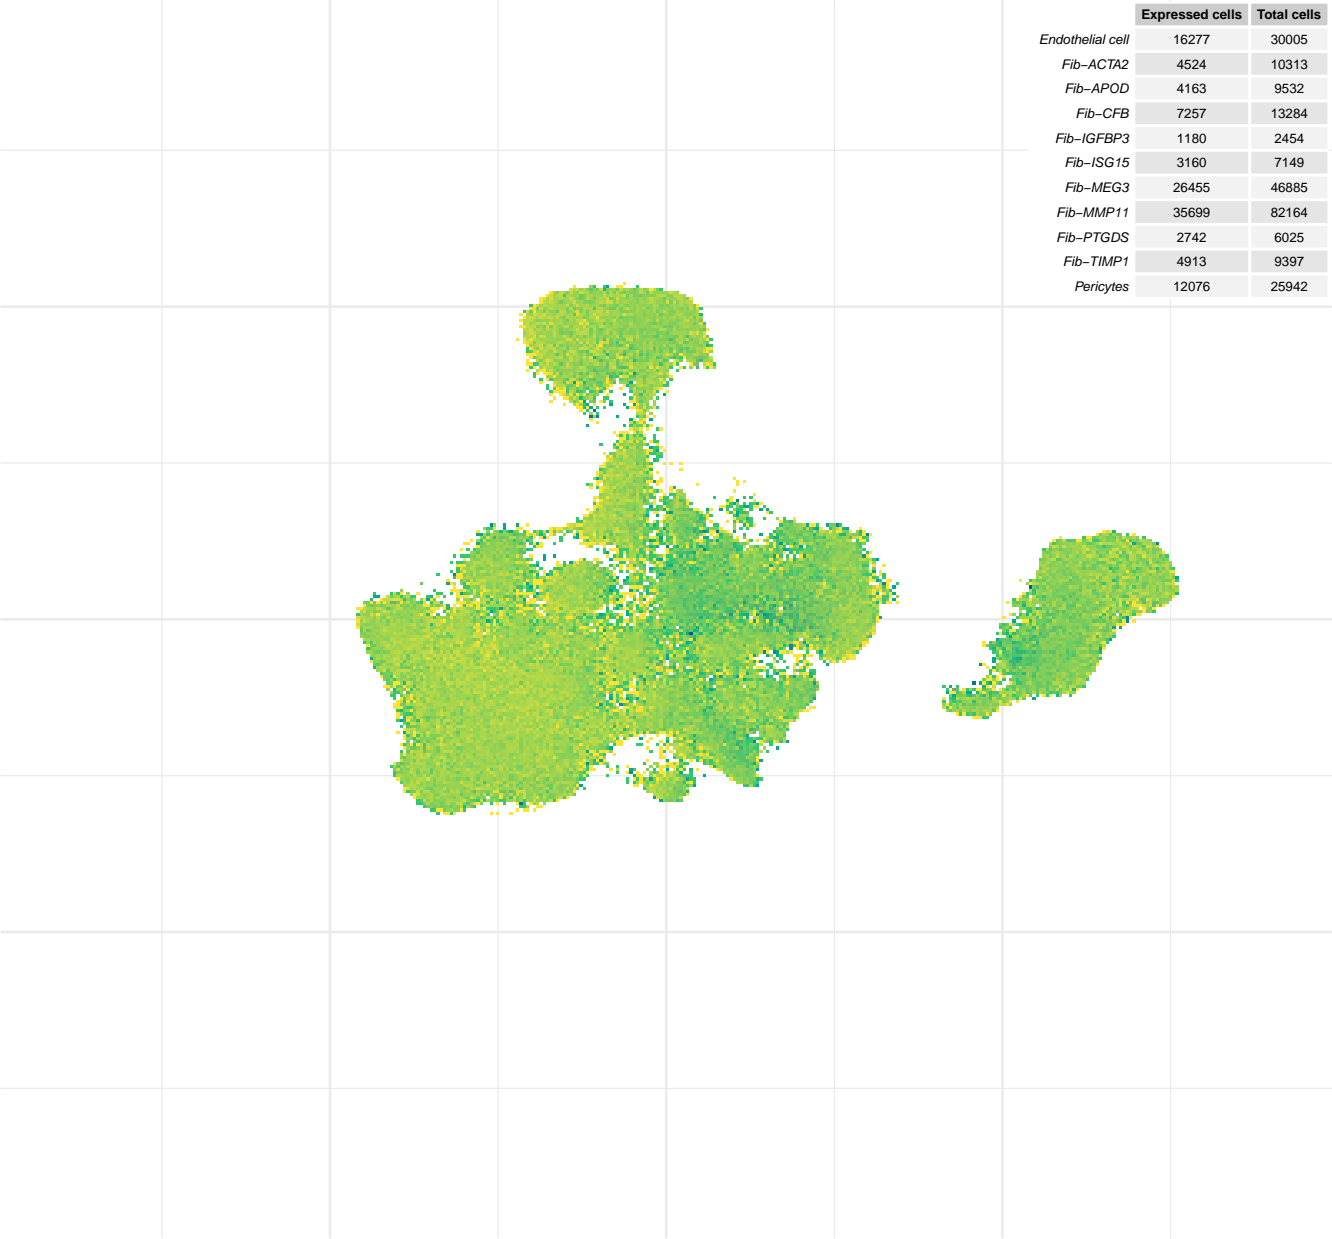 Expressed cells Total cells
Endothelial cell 16277 30005
Fib−ACTA2 4524 10313
Fib−APOD 4163 9532
Fib−CFB 7257 13284
Fib−IGFBP3 1180 2454
Fib−ISG15 3160 7149
Fib−MEG3 26455 46885
Fib−MMP11 35699 82164
Fib−PTGDS 2742 6025
Fib−TIMP1 4913 9397
Pericytes 12076 25942